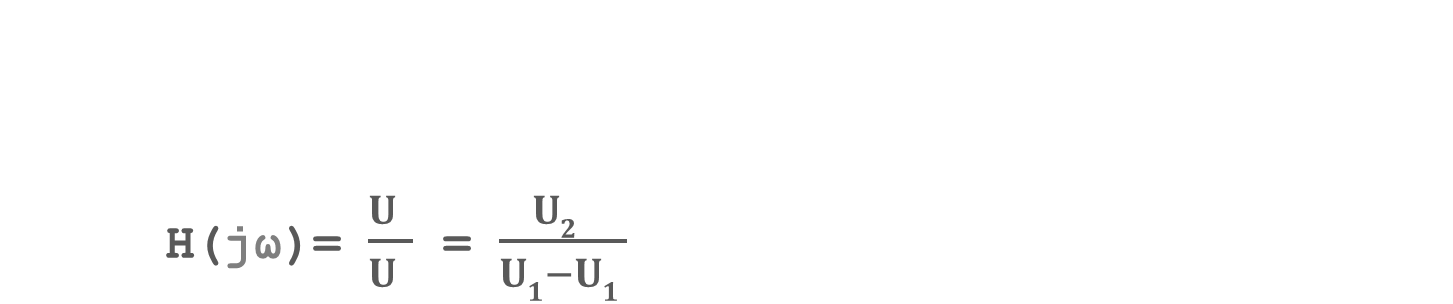 H(jω)= U/U = U₂/U₁−U₁